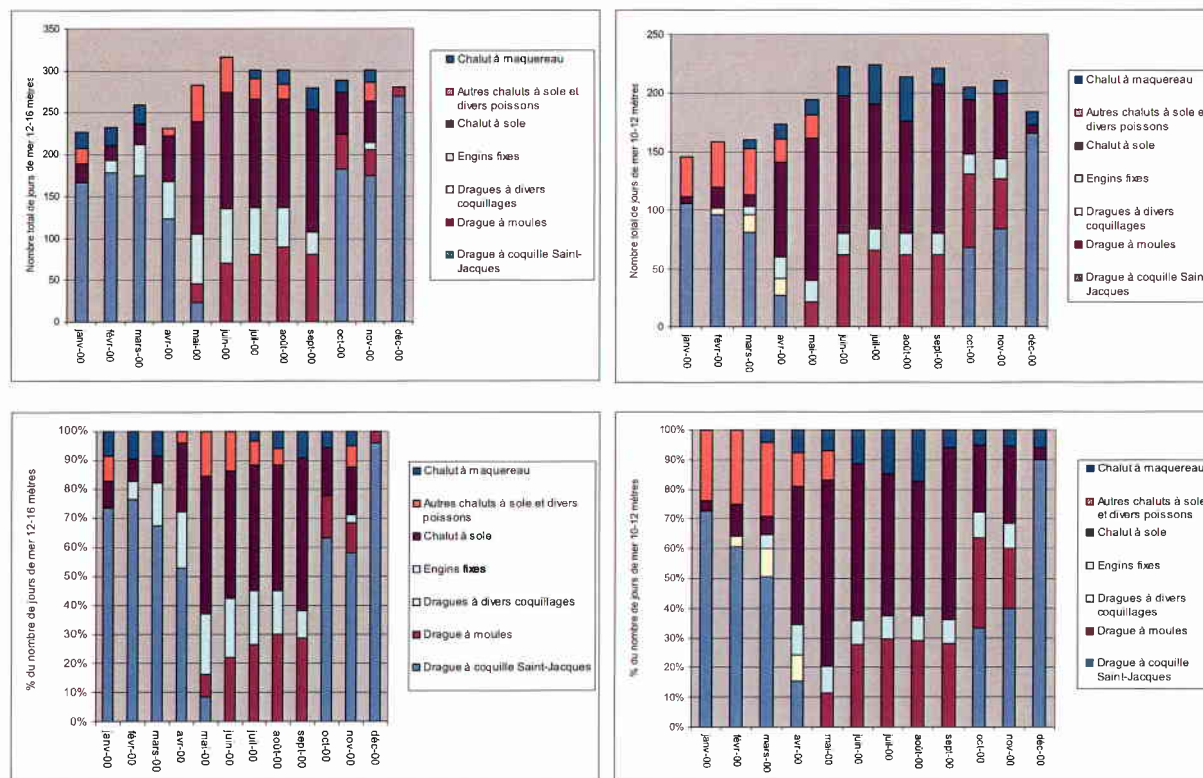 Nombre total de jours de mer 12-16 mètres
350
300
250
200
150
100
50
0
janv-00
févr-00
mars-00
avr-00
mai-00
juin-00
juil-00
août-00
sept-00
oct-00
nov-00
déc-00
Chalut à maquereau
Autres chaluts à sole et
divers poissons
Chalut à sole
Engins fixes
Dragues à divers
coquillages
Drague à moules
Drague à coquille Saint-
Jacques
Nombre total de jours de mer 10-12 mètres
250
200
150
100
50
0
janv-00
févr-00
mars-00
avr-00
mai-00
juin-00
juil-00
août-00
sept-00
oct-00
nov-00
déc-00
Chalut à maquereau
Autres chaluts à sole et
divers poissons
Chalut à sole
Engins fixes
Dragues à divers
coquillages
Drague à moules
Drague à coquille Saint-
Jacques
% du nombre de jours de mer 12-16 mètres
100%
90%
80%
70%
60%
50%
40%
30%
20%
10%
0%
janv-00
févr-00
mars-00
avr-00
mai-00
juin-00
juil-00
août-00
sept-00
oct-00
nov-00
déc-00
Chalut à maquereau
Autres chaluts à sole et divers
poissons
Chalut à sole
Engins fixes
Dragues à divers coquillages
Drague à moules
Drague à coquille Saint-Jacques
% du nombre de jours de mer 10-12 mètres
100%
90%
80%
70%
60%
50%
40%
30%
20%
10%
0%
janv-00
févr-00
mars-00
avr-00
mai-00
juin-00
juil-00
août-00
sept-00
oct-00
nov-00
déc-00
Chalut à maquereau
Autres chaluts à sole
et divers poissons
Chalut à sole
Engins fixes
Dragues à divers
coquillages
Drague à moules
Drague à coquille
Saint-Jacques